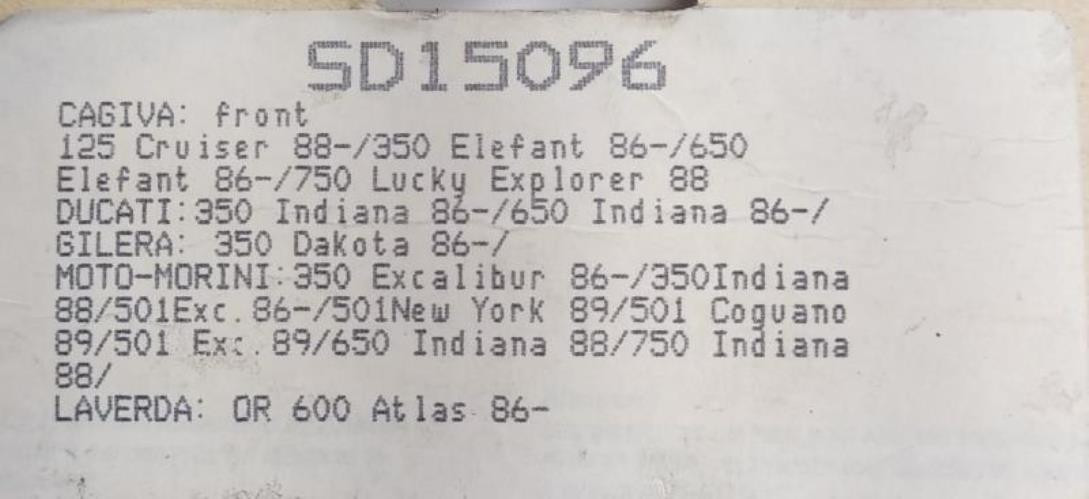 SD15096
CAGIVA: front
125 Cruiser 88-/350 Elefant 86-/650
Elefant 86-/750 Lucky Explorer 88
DUCATI:350 Indiana 86-/650 Indiana 86-/
GILERA: 350 Dakota 86-/
MOTO-MORINI:350 Excalibur 86-/350Indiana
88/501Exc.86-/501New York 89/501 Coguano
89/501 Exc.89/650 Indiana 88/750 Indiana
88/
LAVERDA: OR 600 Atlas 86-